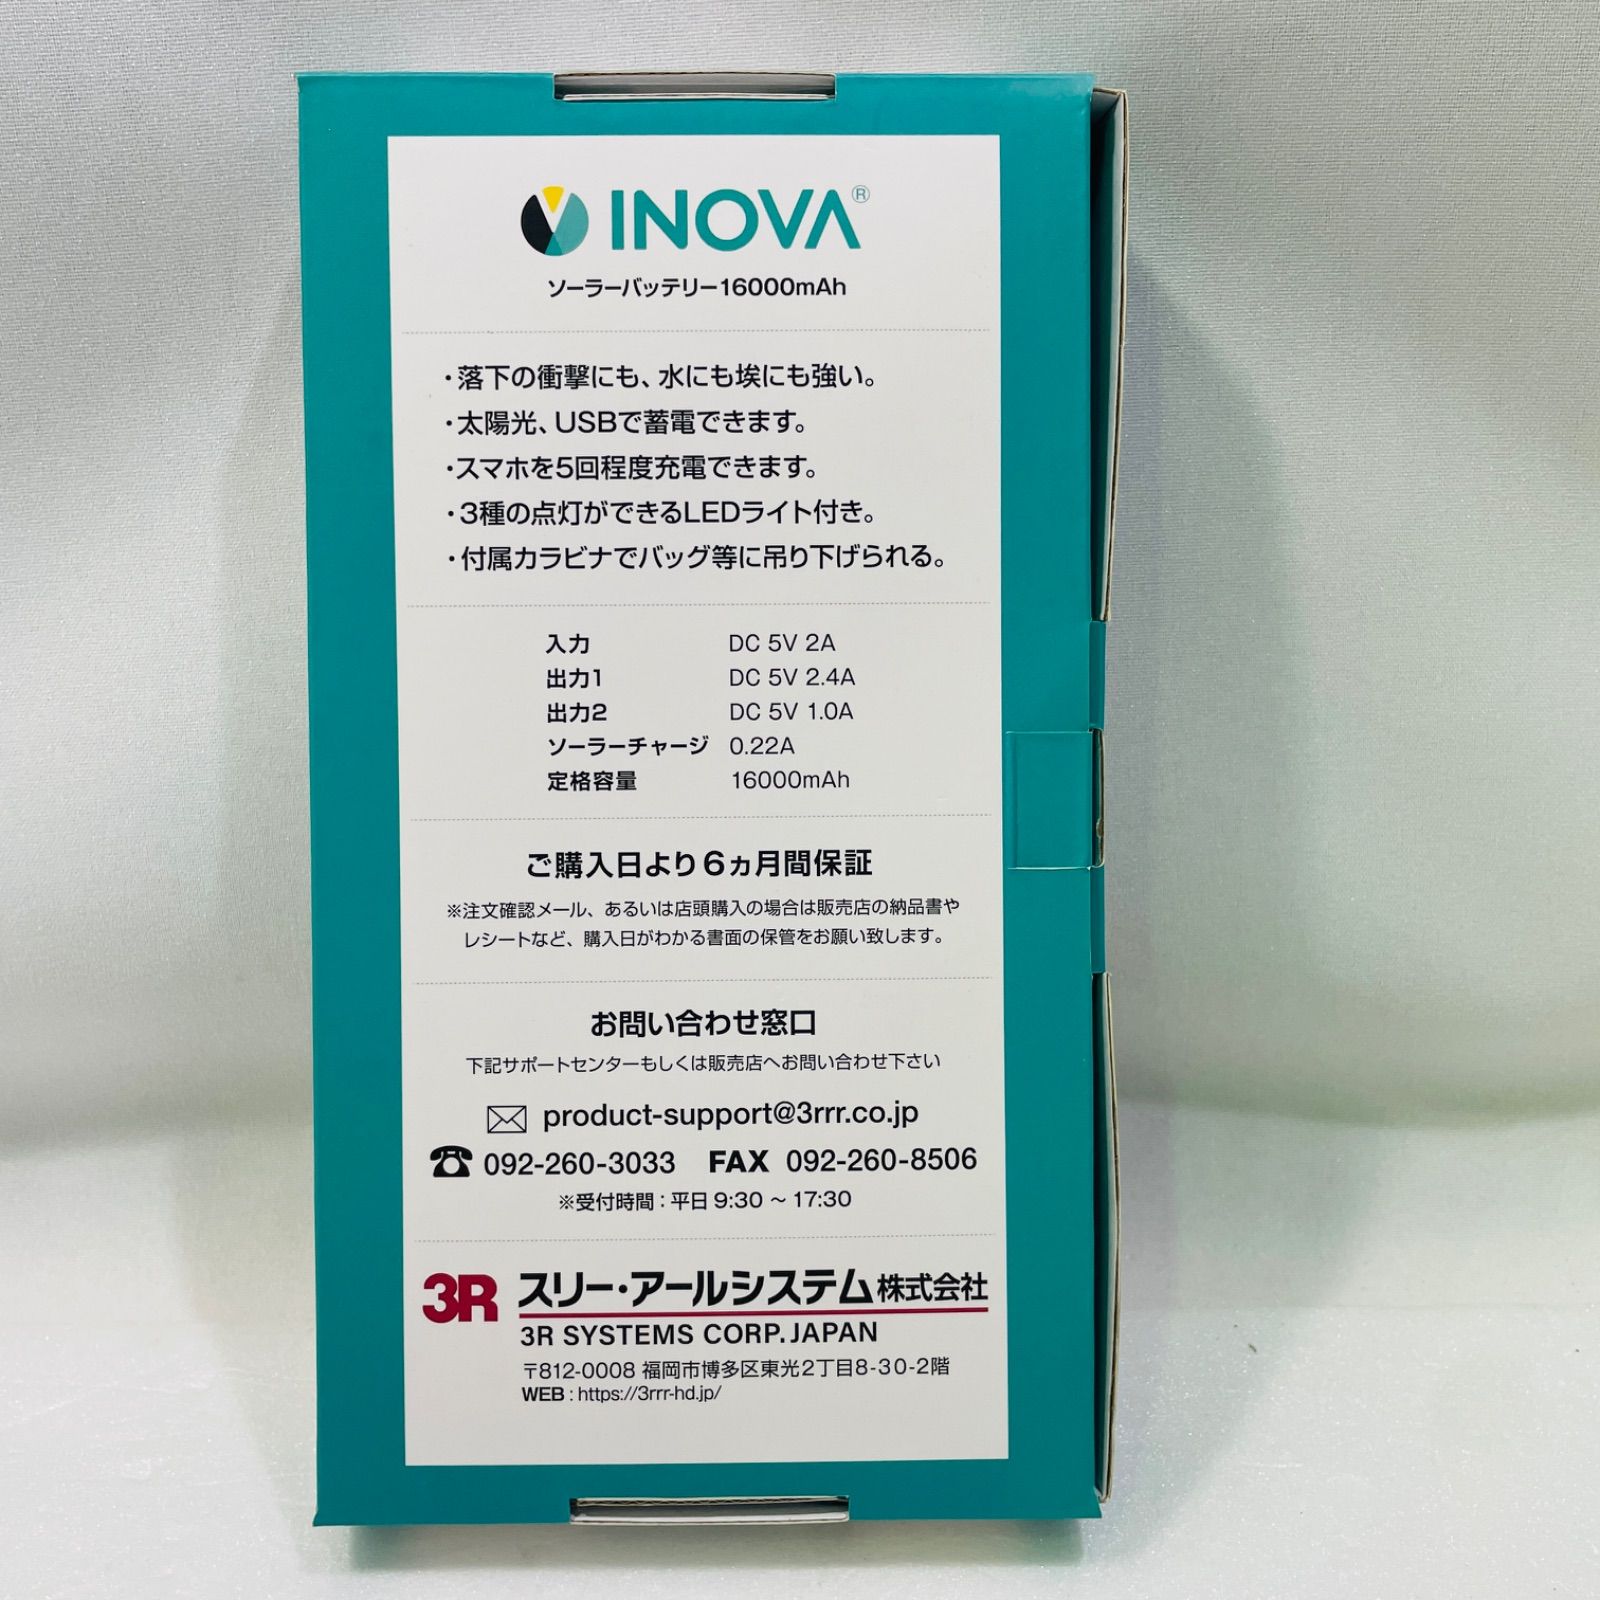 INOVA®
ソーラーバッテリー16000mAh
・落下の衝撃にも、水にも埃にも強い。
・太陽光、USBで蓄電できます。
・スマホを5回程度充電できます。
・3種の点灯ができるLEDライト付き。
・付属カラビナでバッグ等に吊り下げられる。
入力 DC 5V 2A
出力1 DC 5V 2.4A
出力2 DC 5V 1.0A
ソーラーチャージ 0.22A
定格容量 16000mAh
ご購入日より6ヵ月間保証
※注文確認メール、あるいは店頭購入の場合は販売店の納品書や
レシートなど、購入日がわかる書面の保管をお願い致します。
お問い合わせ窓口
下記サポートセンターもしくは販売店へお問い合わせ下さい
product-support@3rrr.co.jp
092-260-3033 FAX 092-260-8506
※受付時間：平日 9:30 ～ 17:30
3R スリー・アールシステム株式会社
3R SYSTEMS CORP.JAPAN
〒812-0008 福岡市博多区東光2丁目8-30-2階
WEB : https://3rrr-hd.jp/